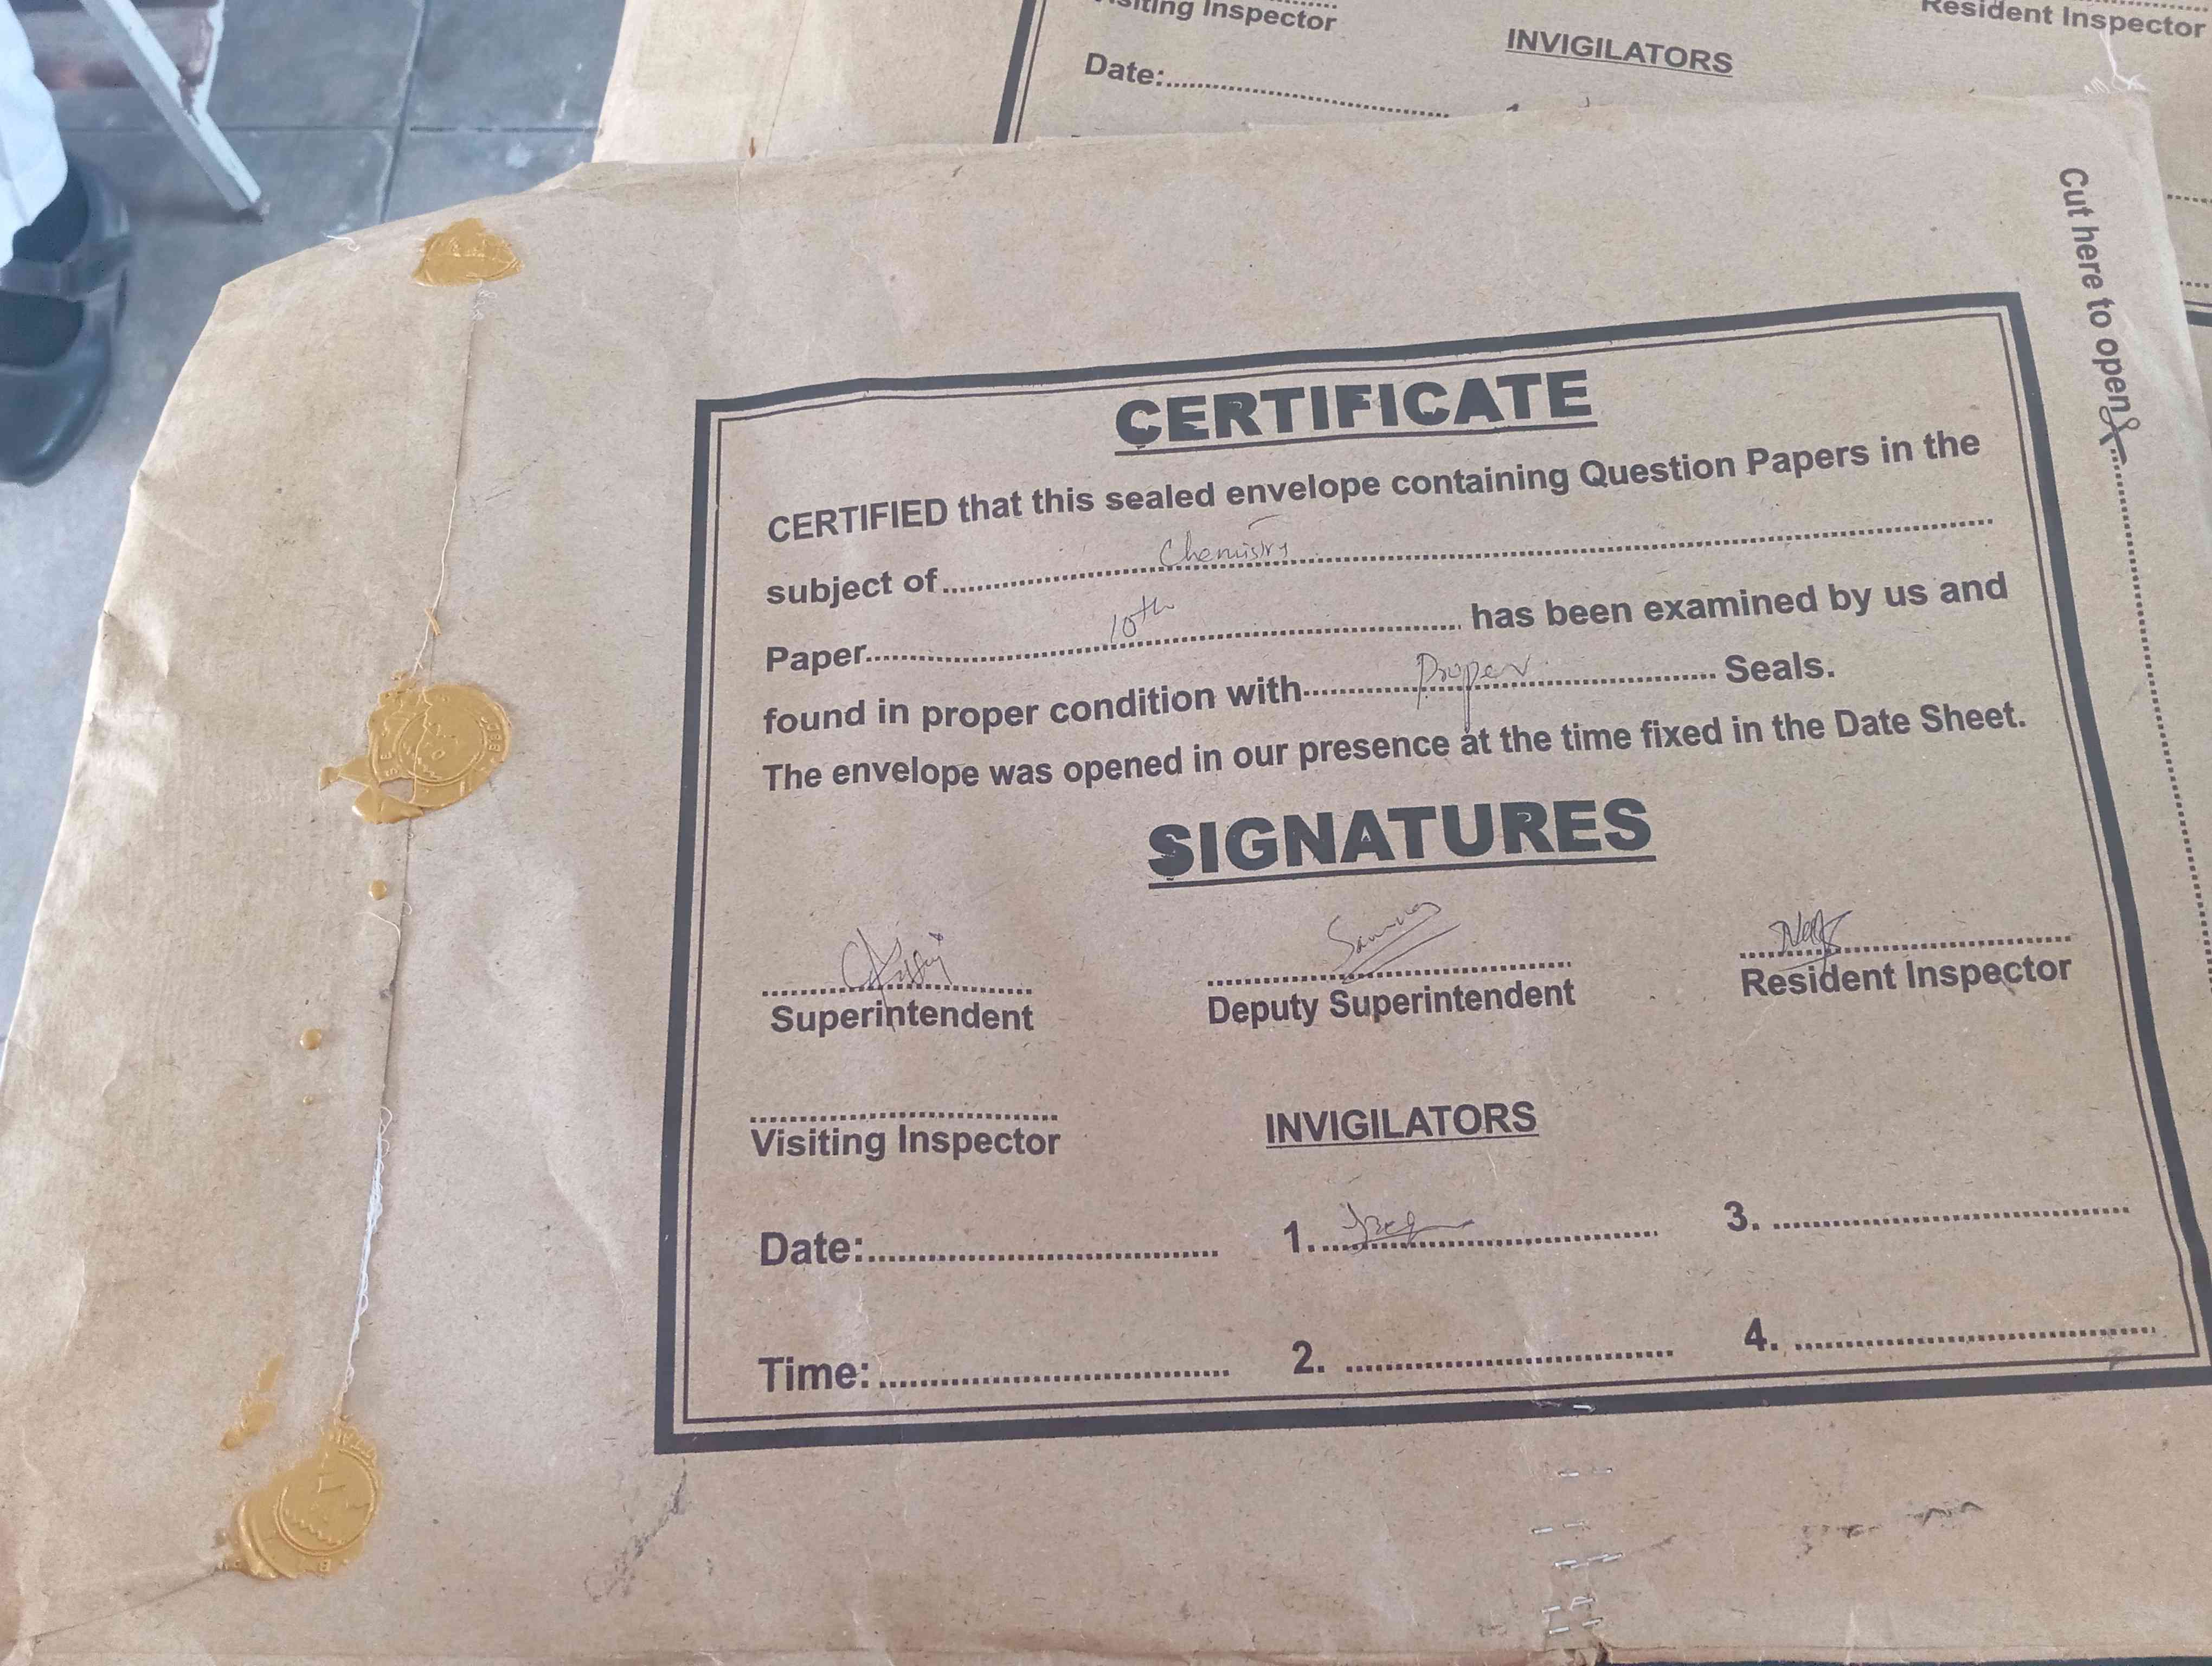 Visiting Inspector
Resident Inspector
INVIGILATORS
Date:
Cut here to open
CERTIFICATE
CERTIFIED that this sealed envelope containing Question Papers in the
subject of Chemistry
Paper 10th has been examined by us and
found in proper condition with Proper Seals.
The envelope was opened in our presence at the time fixed in the Date Sheet.
SIGNATURES
Superintendent
Deputy Superintendent
Resident Inspector
Visiting Inspector
INVIGILATORS
Date:
1.
3.
Time:
2.
4.